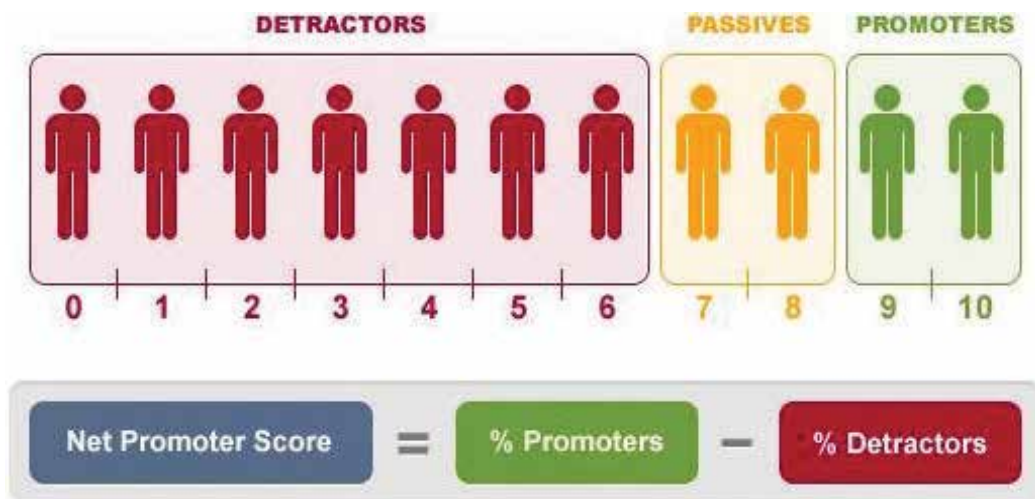 DETRACTORS PASSIVES PROMOTERS
0 1 2 3 4 5 6 7 8 9 10
Net Promoter Score = % Promoters − % Detractors